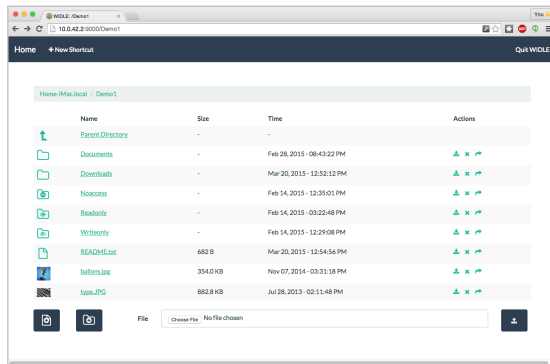 WIDLE: /Demo1
You
10.0.42.2:9000/Demo1
Home + New Shortcut Quit WIDLE
Home-iMac.local / Demo1
Name Size Time Actions
Parent Directory - -
Documents - Feb 28, 2015 - 08:43:22 PM
Downloads - Mar 20, 2015 - 12:52:12 PM
Noaccess - Feb 14, 2015 - 12:35:01 PM
Readonly - Feb 14, 2015 - 03:22:48 PM
Writeonly - Feb 14, 2015 - 12:29:08 PM
README.txt 682 B Mar 20, 2015 - 12:54:56 PM
ballons.jpg 354.0 KB Nov 07, 2014 - 03:31:18 PM
type.JPG 882.8 KB Jul 28, 2013 - 02:11:48 PM
File Choose File No file chosen